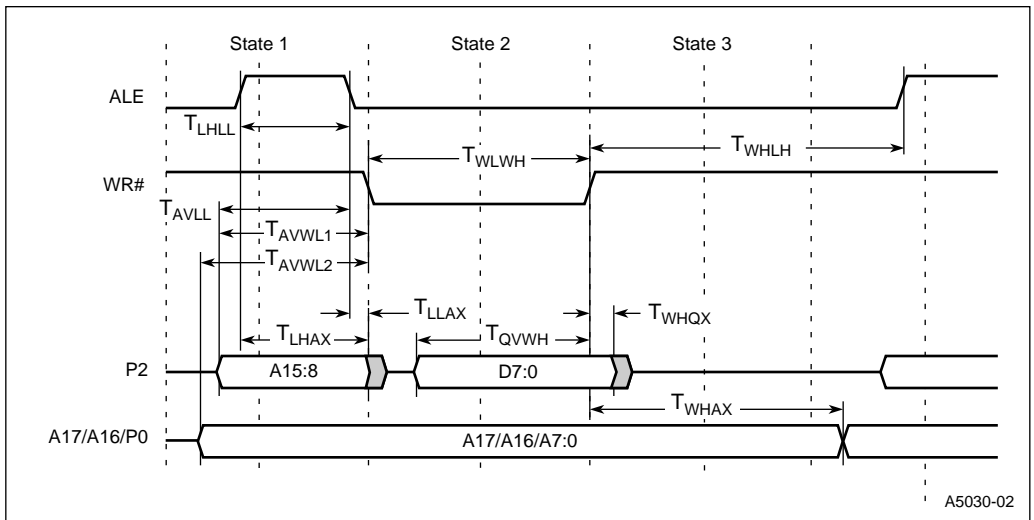 State 1 State 2 State 3
ALE
TLHLL
TWLWH TWHLH
WR#
TAVLL
TAVWL1
TAVWL2
TLLAX TWHQX
TLHAX TQVWH
P2 A15:8 D7:0
TWHAX
A17/A16/P0 A17/A16/A7:0
A5030-02